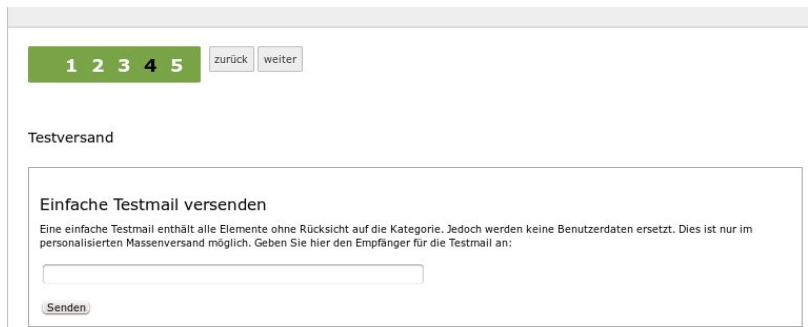 1 2 3 4 5 zurück weiter
Testversand
Einfache Testmail versenden
Eine einfache Testmail enthält alle Elemente ohne Rücksicht auf die Kategorie. Jedoch werden keine Benutzerdaten ersetzt. Dies ist nur im
personalisierten Massenversand möglich. Geben Sie hier den Empfänger für die Testmail an:
Senden